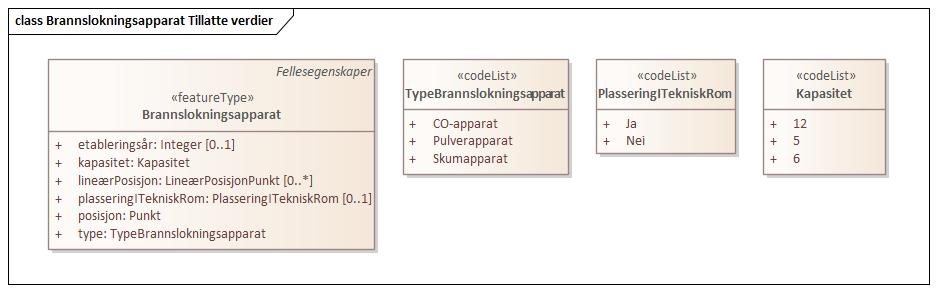 class Brannslokningsapparat Tillatte verdier
Fellesegenskaper
«featureType»
Brannslokningsapparat
+ etableringsår: Integer [0..1]
+ kapasitet: Kapasitet
+ lineærPosisjon: LineærPosisjonPunkt [0..*]
+ plasseringITekniskRom: PlasseringITekniskRom [0..1]
+ posisjon: Punkt
+ type: TypeBrannslokningsapparat
«codeList»
TypeBrannslokningsapparat
+ CO-apparat
+ Pulverapparat
+ Skumapparat
«codeList»
PlasseringITekniskRom
+ Ja
+ Nei
«codeList»
Kapasitet
+ 12
+ 5
+ 6